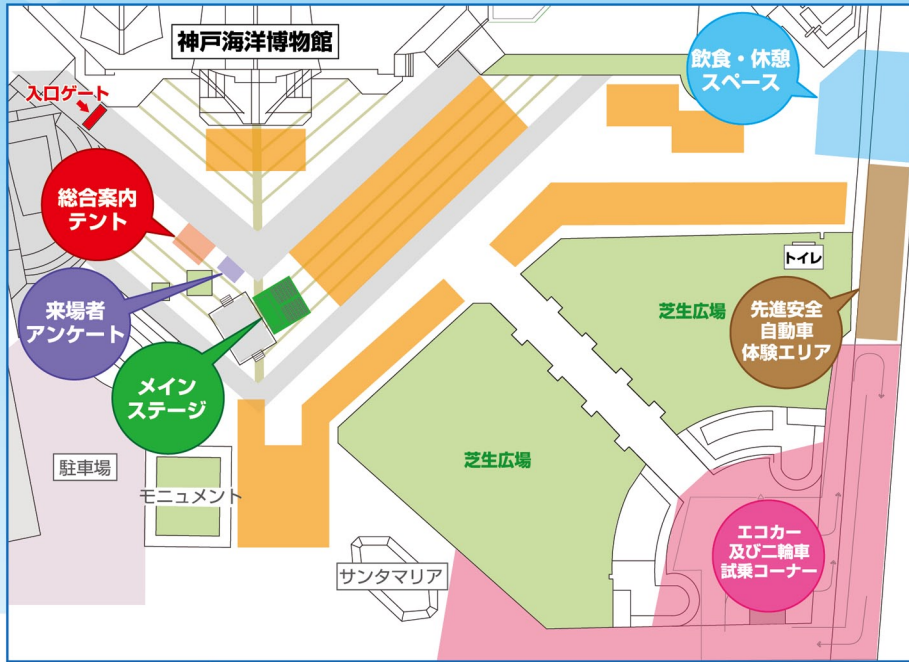 神戸海洋博物館
飲食・休憩
スペース
入口ゲート
総合案内
テント
来場者
アンケート
メイン
ステージ
トイレ
芝生広場
先進安全
自動車
体験エリア
芝生広場
駐車場
モニュメント
サンタマリア
エコカー
及び二輪車
試乗コーナー